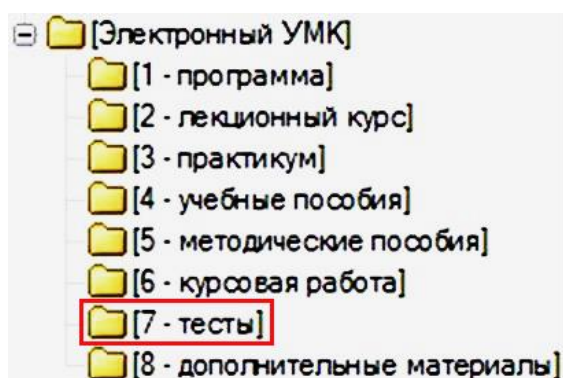 [Электронный УМК]
[1 - программа]
[2 - лекционный курс]
[3 - практикум]
[4 - учебные пособия]
[5 - методические пособия]
[6 - курсовая работа]
[7 - тесты]
[8 - дополнительные материалы]